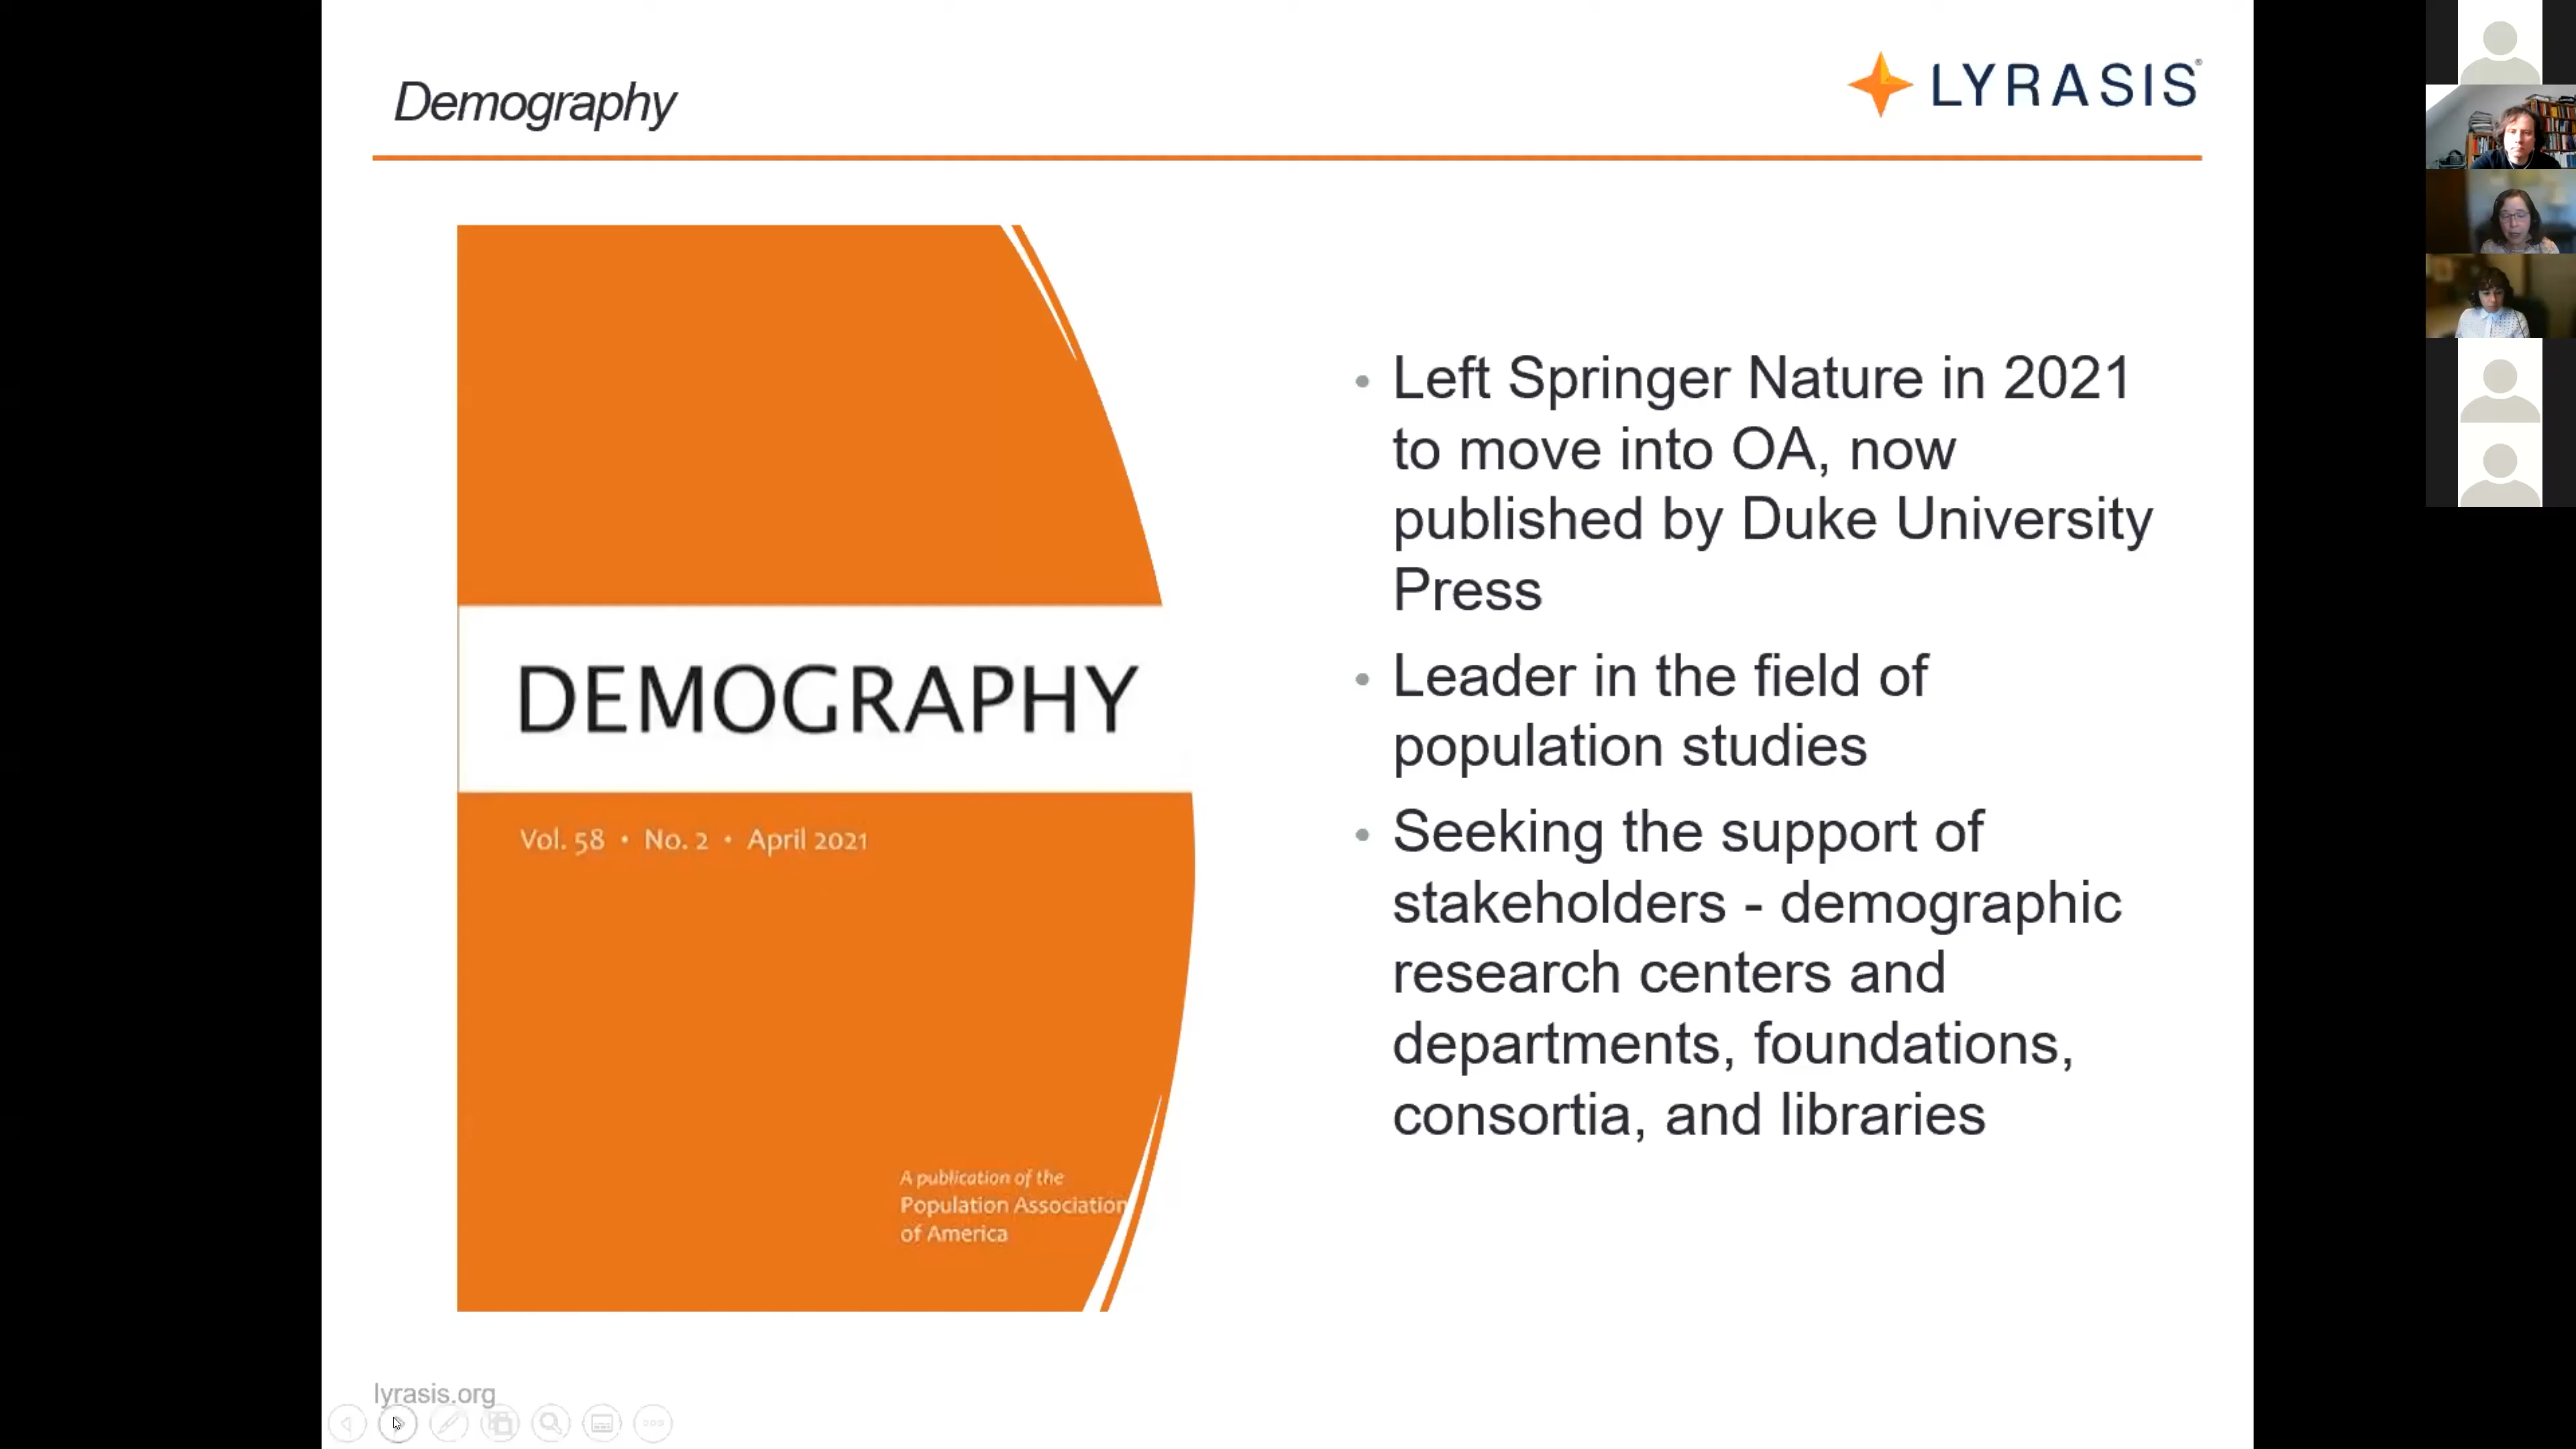 Demography
LYRASIS®
DEMOGRAPHY
Vol. 58 • No. 2 • April 2021
A publication of the
Population Association
of America
• Left Springer Nature in 2021
to move into OA, now
published by Duke University
Press
• Leader in the field of
population studies
• Seeking the support of
stakeholders - demographic
research centers and
departments, foundations,
consortia, and libraries
lyrasis.org